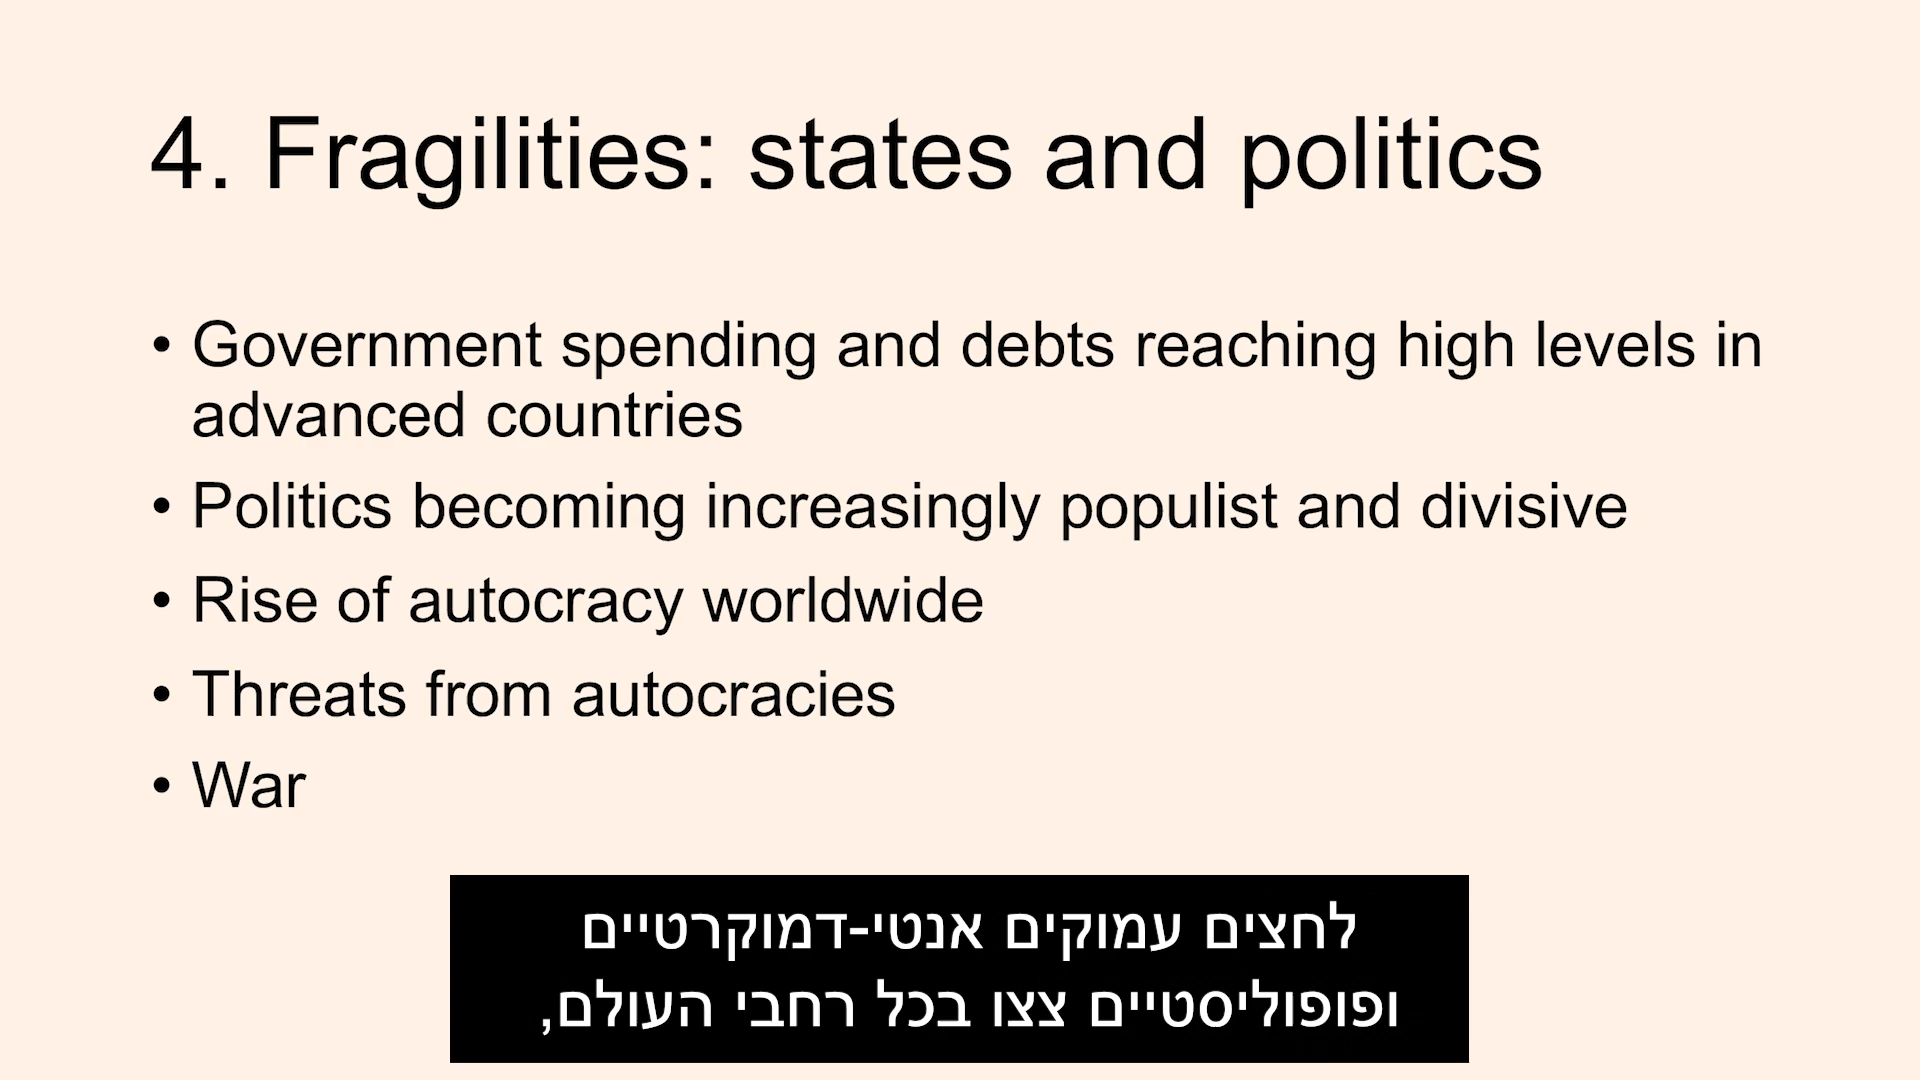 4. Fragilities: states and politics
• Government spending and debts reaching high levels in
advanced countries
• Politics becoming increasingly populist and divisive
• Rise of autocracy worldwide
• Threats from autocracies
• War
לחצים עמוקים אנטי-דמוקרטיים
ופופוליסטיים צצו בכל רחבי העולם,